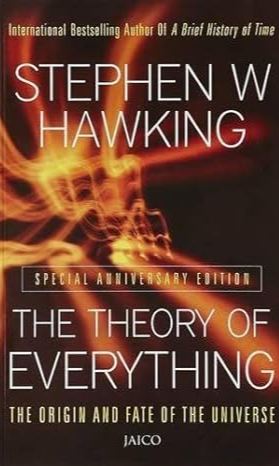 International Bestselling Author Of A Brief History of Time
STEPHEN W
HAWKING
SPECIAL ANNIVERSARY EDITION
THE THEORY OF
EVERYTHING
THE ORIGIN AND FATE OF THE UNIVERSE
JAICO